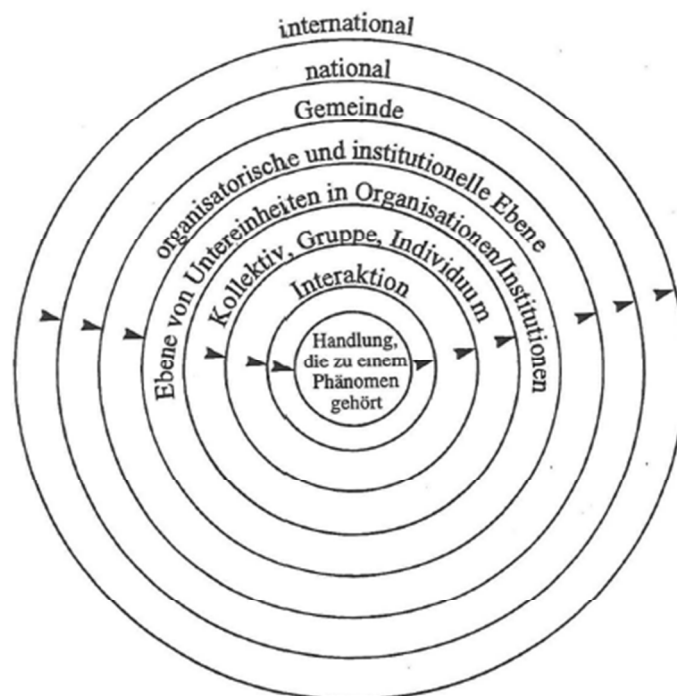 international
national
Gemeinde
organisatorische und institutionelle Ebene
Ebene von Untereinheiten in Organisationen/Institutionen
Kollektiv, Gruppe, Individuum
Interaktion
Handlung,
die zu einem
Phänomen
gehört